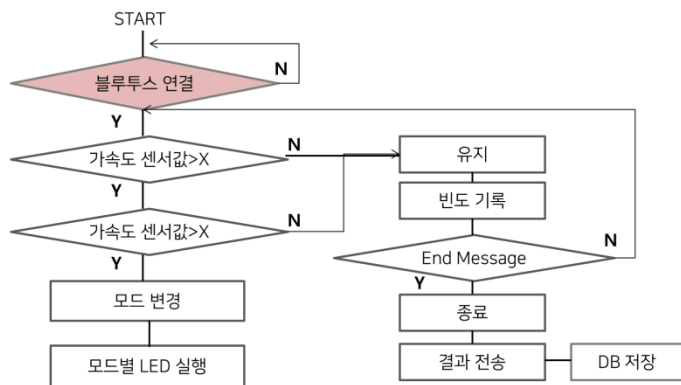 START
블루투스 연결
N
Y
가속도 센서값>X
N
유지
Y
빈도 기록
가속도 센서값>X
N
End Message
N
Y
Y
모드 변경
종료
모드별 LED 실행
결과 전송
DB 저장